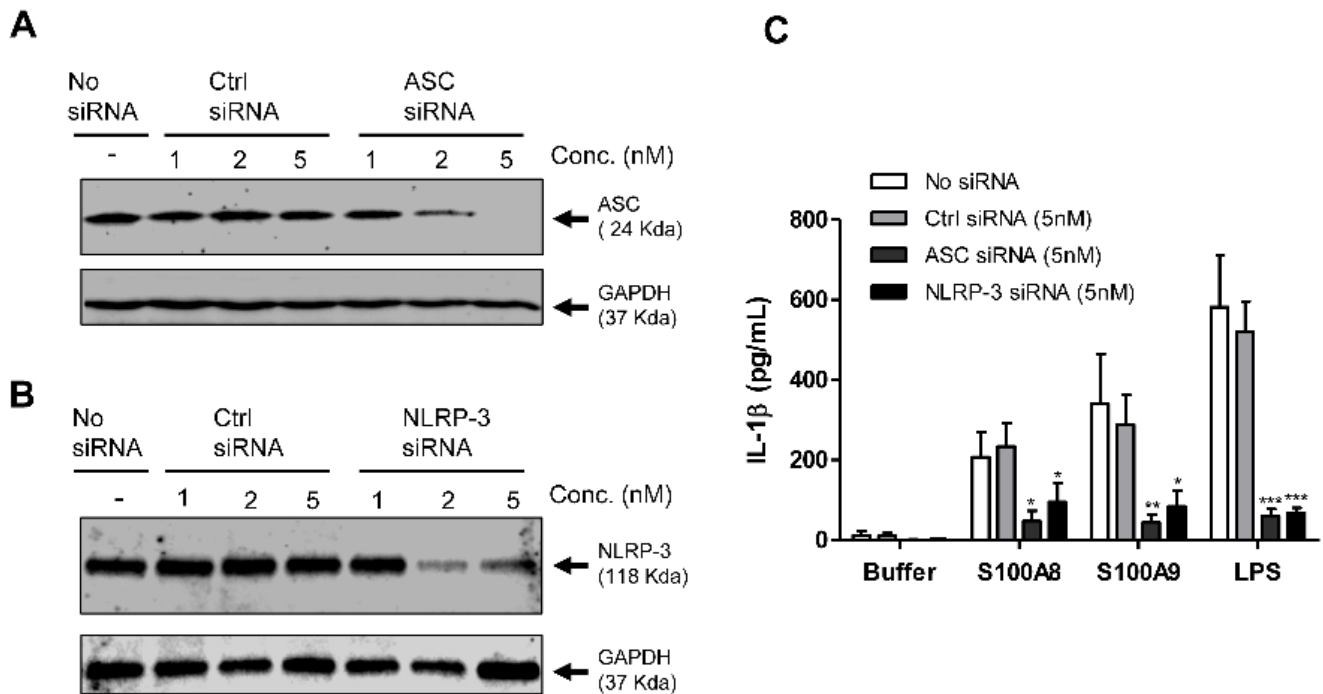 A
No
siRNA
Ctrl
siRNA
ASC
siRNA
- 1 2 5 1 2 5 Conc. (nM)
ASC
( 24 Kda)
GAPDH
(37 Kda)
B
No
siRNA
Ctrl
siRNA
NLRP-3
siRNA
- 1 2 5 1 2 5 Conc. (nM)
NLRP-3
(118 Kda)
GAPDH
(37 Kda)
C
No siRNA
Ctrl siRNA (5nM)
ASC siRNA (5nM)
NLRP-3 siRNA (5nM)
IL-1β (pg/mL)
800
600
400
200
0
* *
** *
*** ***
Buffer S100A8 S100A9 LPS